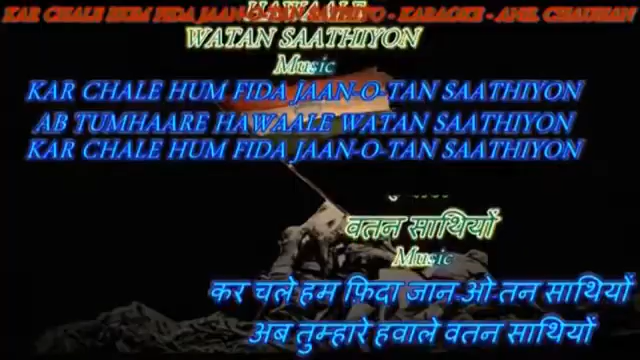 KAR CHALE HUM FIDA JAAN-O-TAN SAATHIYO - KARAOKE - ANIL CHAUHAN
HAWAALE
WATAN SAATHIYON
Music
KAR CHALE HUM FIDA JAAN-O-TAN SAATHIYON
AB TUMHAARE HAWAALE WATAN SAATHIYON
KAR CHALE HUM FIDA JAAN-O-TAN SAATHIYON
वतन साथियों
Music
कर चले हम फ़िदा जान-ओ-तन साथियों
अब तुम्हारे हवाले वतन साथियों